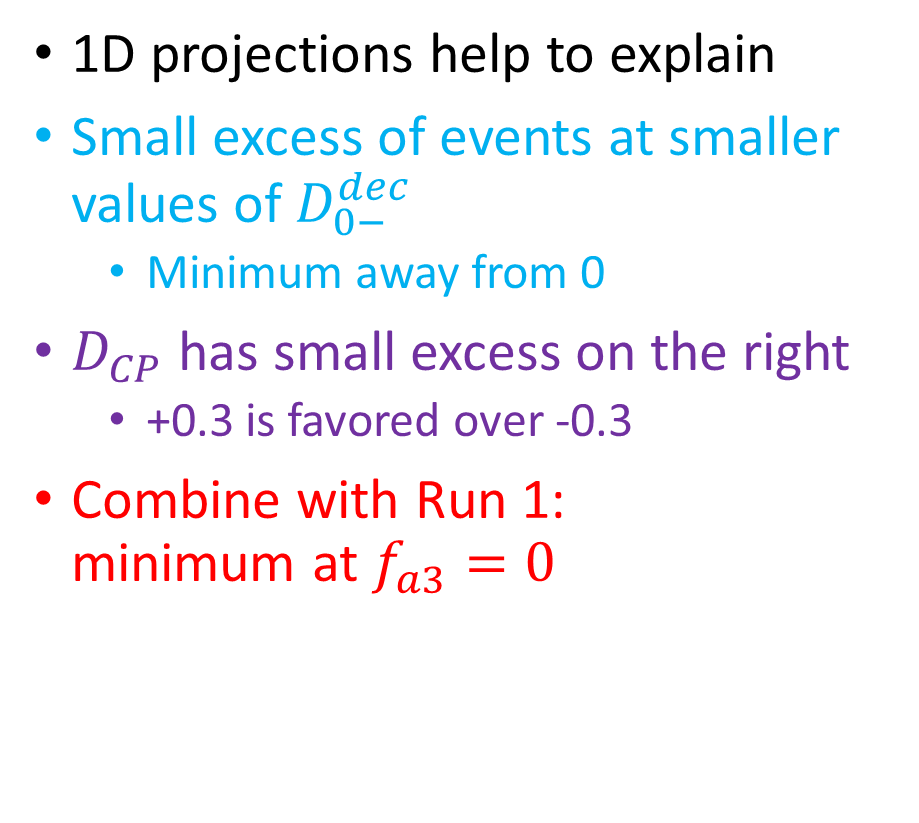 • 1D projections help to explain
• Small excess of events at smaller
values of $D_{0-}^{dec}$
• Minimum away from 0
• $D_{CP}$ has small excess on the right
• +0.3 is favored over -0.3
• Combine with Run 1:
minimum at $f_{a3} = 0$